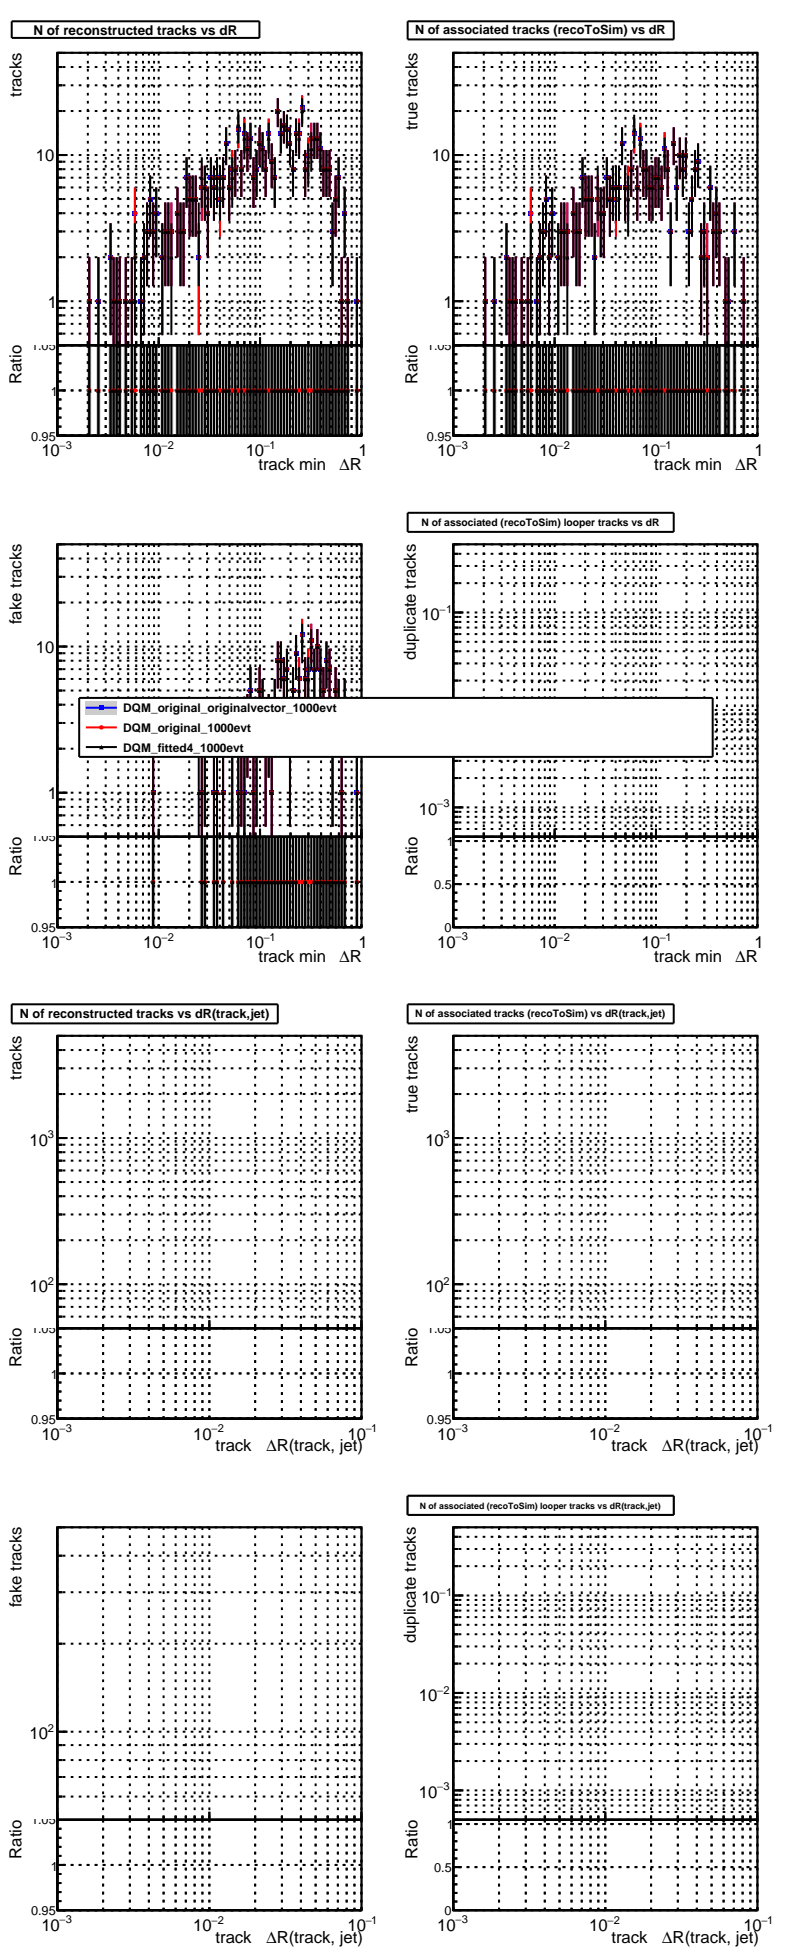 N of reconstructed tracks vs dR
N of associated tracks (recoToSim) vs dR
tracks
10
1
Ratio
1.05
1
0.95
10−3
10−2
10−1
1
track min ΔR
true tracks
10
1
Ratio
1.05
1
0.95
10−3
10−2
10−1
1
track min ΔR
N of associated (recoToSim) looper tracks vs dR
fake tracks
10
1
Ratio
1.05
1
0.95
10−3
10−2
10−1
1
track min ΔR
duplicate tracks
10−1
10−3
Ratio
1
0.5
0
10−3
10−2
10−1
1
track min ΔR
DQM_original_originalvector_1000evt
DQM_original_1000evt
DQM_fitted4_1000evt
N of reconstructed tracks vs dR(track,jet)
N of associated tracks (recoToSim) vs dR(track,jet)
tracks
103
102
Ratio
1.05
1
0.95
10−3
10−2
10−1
track ΔR(track, jet)
true tracks
103
102
Ratio
1.05
1
0.95
10−3
10−2
10−1
track ΔR(track, jet)
N of associated (recoToSim) looper tracks vs dR(track,jet)
fake tracks
102
Ratio
1.05
1
0.95
10−3
10−2
10−1
track ΔR(track, jet)
duplicate tracks
10−1
10−2
10−3
Ratio
1
0.5
0
10−3
10−2
10−1
track ΔR(track, jet)